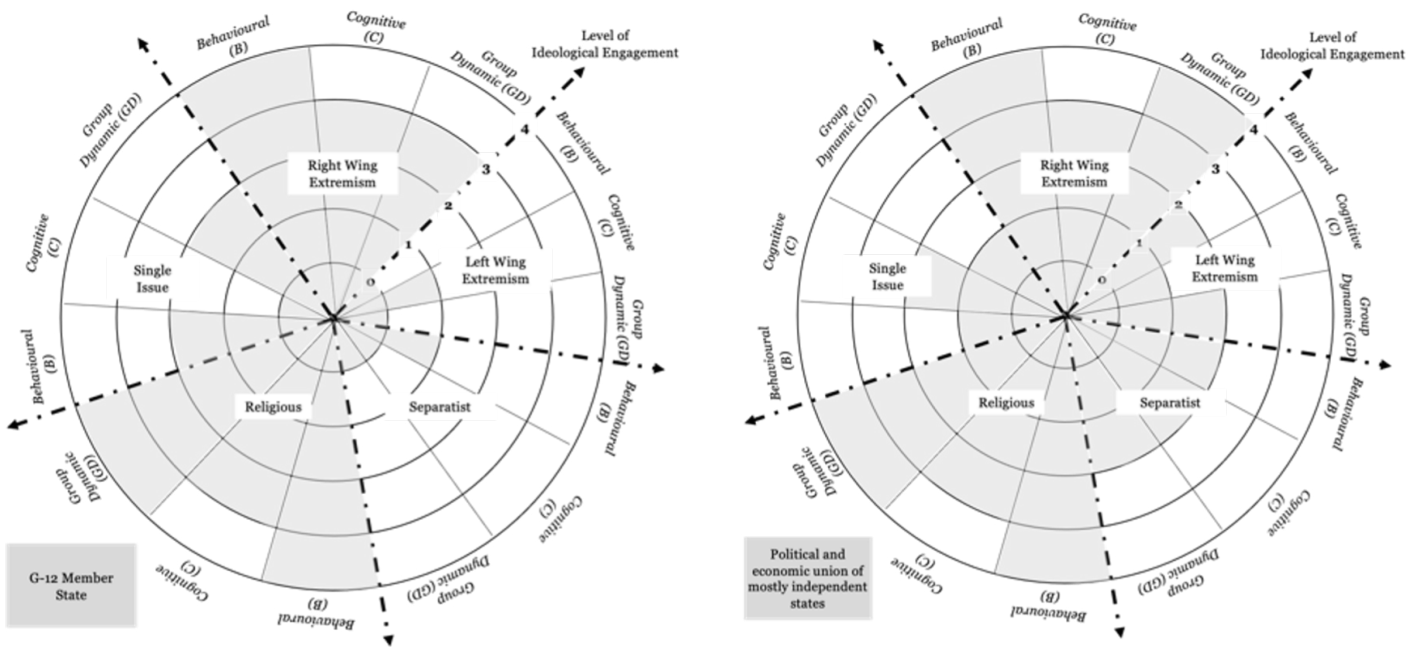 Behavioural
(B)
Cognitive
(C)
Group
Dynamic (GD)
Level of
Ideological Engagement
Group
Dynamic (GD)
4
Behavioural
(B)
Right Wing
Extremism
3
2
Cognitive
(C)
1
Cognitive
(C)
Left Wing
Extremism
Single
Issue
0
Group
Dynamic (GD)
Behavioural
(B)
Religious
Separatist
Behavioural
(B)
Group
Dynamic
(GD)
Cognitive
(C)
Cognitive
(C)
Group
Dynamic (GD)
Behavioural
(B)
G-12 Member
State
Behavioural
(B)
Cognitive
(C)
Group
Dynamic (GD)
Level of
Ideological Engagement
Group
Dynamic (GD)
4
Behavioural
(B)
Right Wing
Extremism
3
2
Cognitive
(C)
1
Cognitive
(C)
Left Wing
Extremism
Single
Issue
0
Group
Dynamic (GD)
Behavioural
(B)
Religious
Separatist
Behavioural
(B)
Group
Dynamic
(GD)
Cognitive
(C)
Cognitive
(C)
Group
Dynamic (GD)
Behavioural
(B)
Political and
economic union of
mostly independent
states